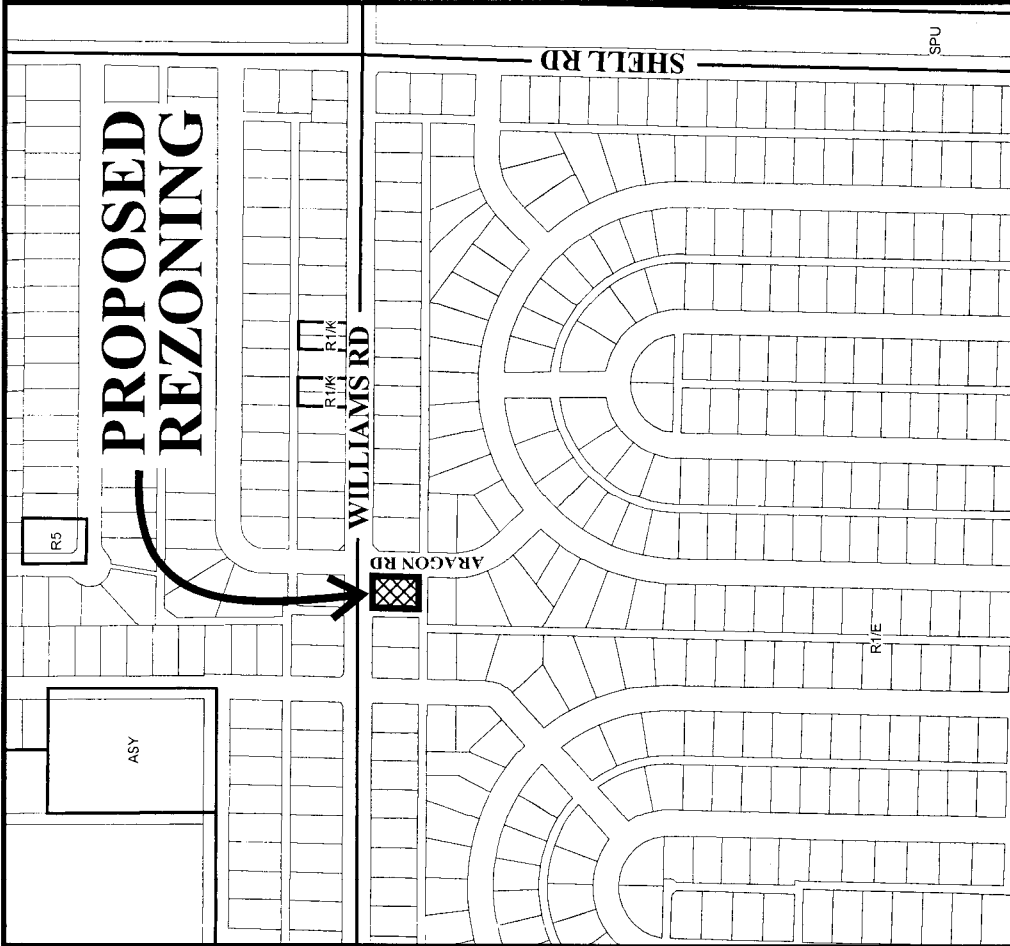 SHELL RD
SPU
PROPOSED
REZONING
R1/K
R1/K
WILLIAMS RD
R5
ARAGON RD
R1/E
ASY